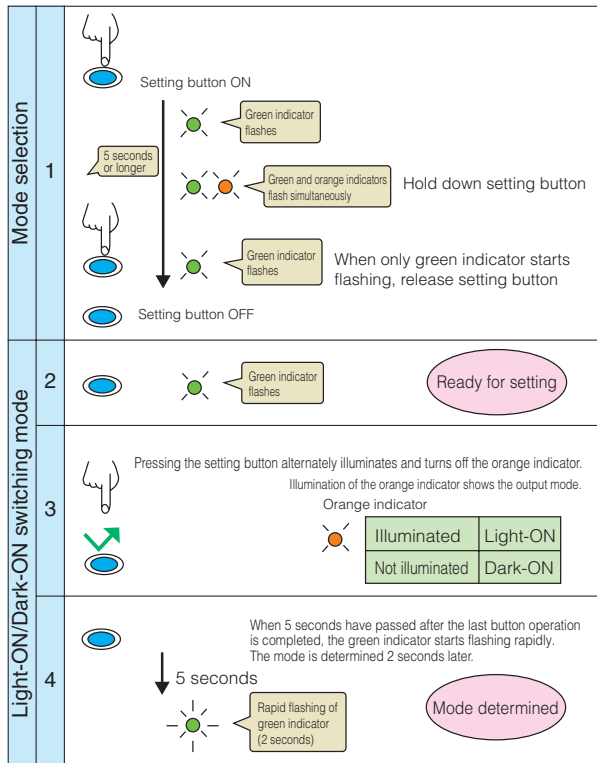 Mode selection
1
Setting button ON
Green indicator
flashes
5 seconds
or longer
Green and orange indicators
flash simultaneously
Hold down setting button
Green indicator
flashes
When only green indicator starts
flashing, release setting button
Setting button OFF
Light-ON/Dark-ON switching mode
2
Green indicator
flashes
Ready for setting
3
Pressing the setting button alternately illuminates and turns off the orange indicator.
Illumination of the orange indicator shows the output mode.
Orange indicator
Illuminated Light-ON
Not illuminated Dark-ON
4
When 5 seconds have passed after the last button operation
is completed, the green indicator starts flashing rapidly.
The mode is determined 2 seconds later.
5 seconds
Rapid flashing of
green indicator
(2 seconds)
Mode determined